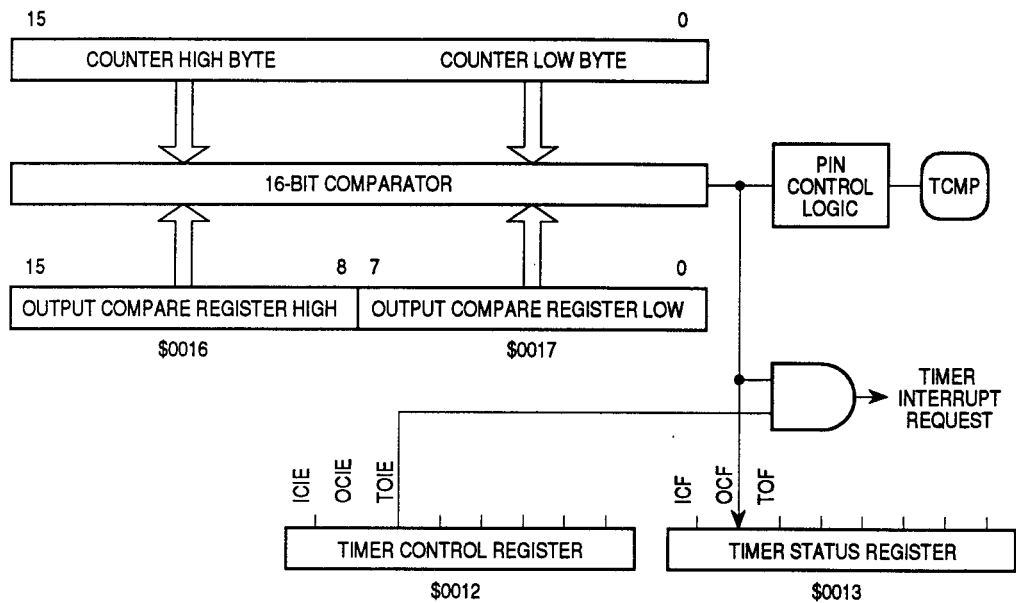 15 0
COUNTER HIGH BYTE COUNTER LOW BYTE
16-BIT COMPARATOR
PIN
CONTROL
LOGIC
TCMP
15 8 7 0
OUTPUT COMPARE REGISTER HIGH OUTPUT COMPARE REGISTER LOW
$0016 $0017
TIMER
INTERRUPT
REQUEST
ICIE
OCIE
TOIE
ICF
OCF
TOF
TIMER CONTROL REGISTER TIMER STATUS REGISTER
$0012 $0013